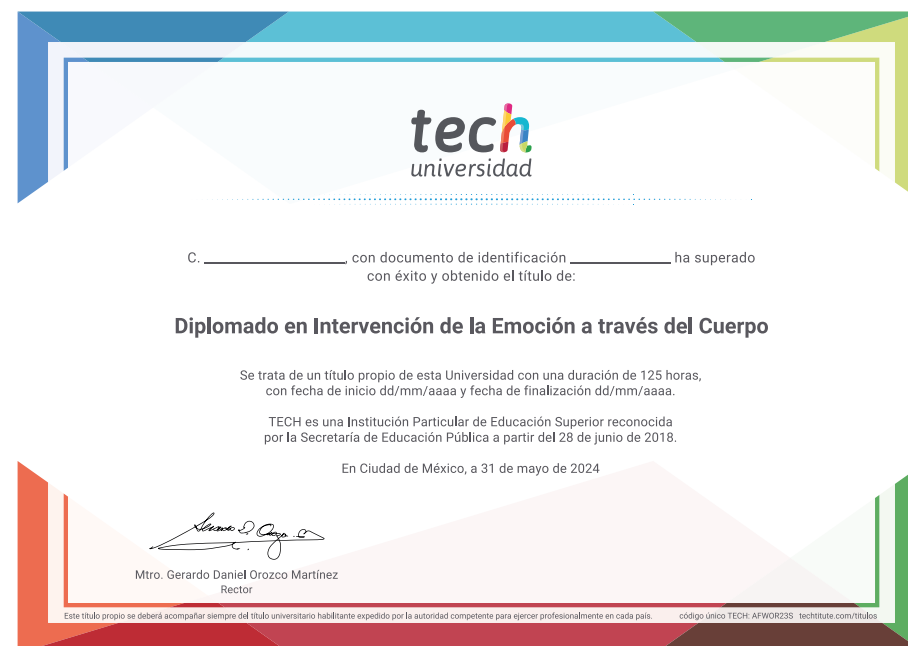 tech
universidad
C. ____________, con documento de identificación ____________ ha superado
con éxito y obtenido el título de:
Diplomado en Intervención de la Emoción a través del Cuerpo
Se trata de un título propio de esta Universidad con una duración de 125 horas,
con fecha de inicio dd/mm/aaaa y fecha de finalización dd/mm/aaaa.
TECH es una Institución Particular de Educación Superior reconocida
por la Secretaría de Educación Pública a partir del 28 de junio de 2018.
En Ciudad de México, a 31 de mayo de 2024
Mtro. Gerardo Daniel Orozco Martínez
Rector
Este título propio se deberá acompañar siempre del título universitario habilitante expedido por la autoridad competente para ejercer profesionalmente en cada país. código único TECH: AFWOR23S techtitute.com/titulos